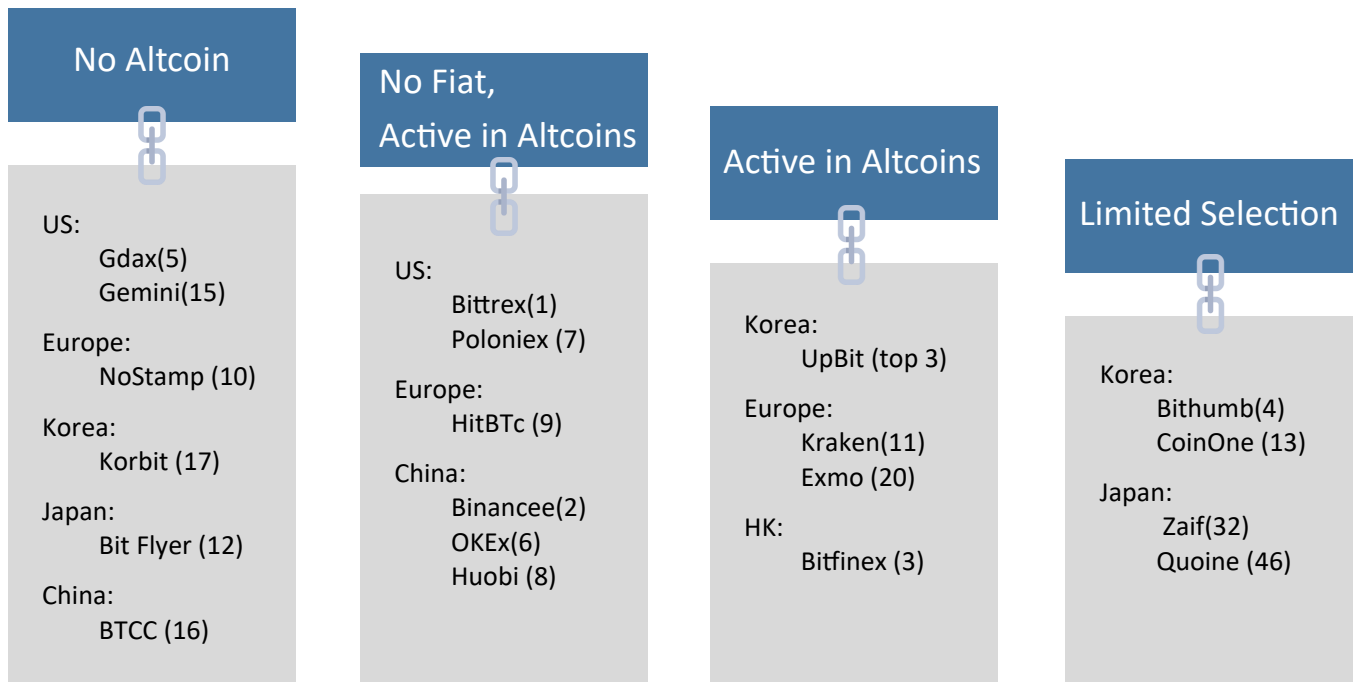 No Altcoin
US:
Gdax(5)
Gemini(15)
Europe:
NoStamp (10)
Korea:
Korbit (17)
Japan:
Bit Flyer (12)
China:
BTCC (16)
No Fiat,
Active in Altcoins
US:
Bittrex(1)
Poloniex (7)
Europe:
HitBTc (9)
China:
Binancee(2)
OKEx(6)
Huobi (8)
Active in Altcoins
Korea:
UpBit (top 3)
Europe:
Kraken(11)
Exmo (20)
HK:
Bitfinex (3)
Limited Selection
Korea:
Bithumb(4)
CoinOne (13)
Japan:
Zaif(32)
Quoine (46)